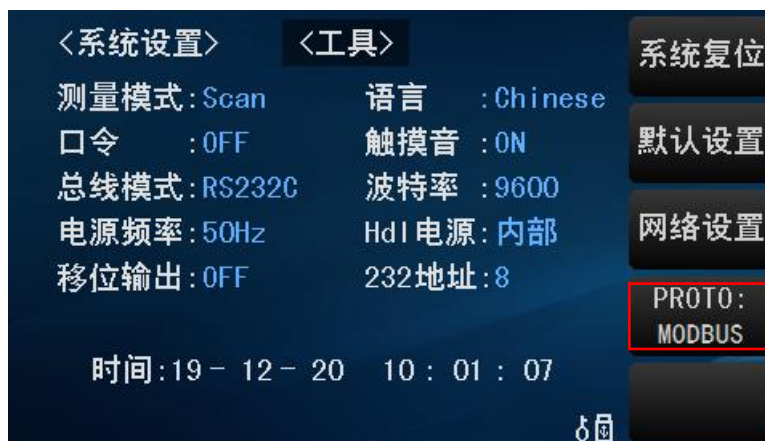 <系统设置> <工具>
测量模式:Scan 语言 :Chinese
口令 :OFF 触摸音 :ON
总线模式:RS232C 波特率 :9600
电源频率:50Hz Hdl电源:内部
移位输出:OFF 232地址:8
时间:19- 12- 20 10: 01: 07
系统复位
默认设置
网络设置
PROTO:
MODBUS